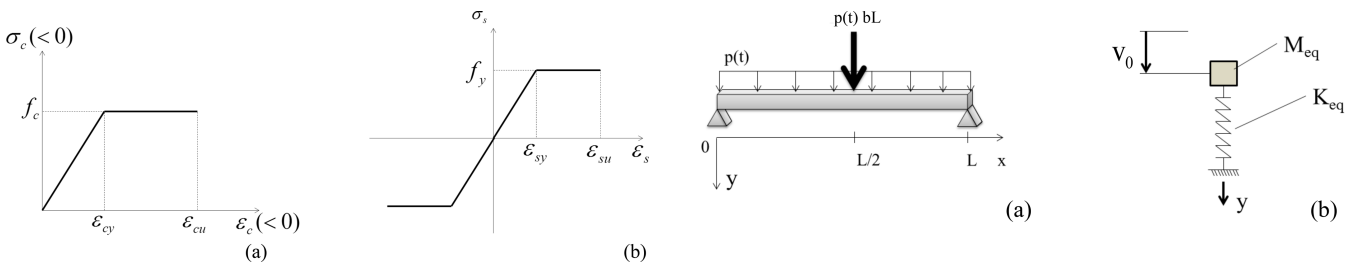 σc(<0)
fc
εcy
εcu
εc(<0)
(a)
σs
fy
εsy
εsu
εs
(b)
p(t) bL
p(t)
0
L/2
L
x
y
(a)
V0
Meq
Keq
y
(b)